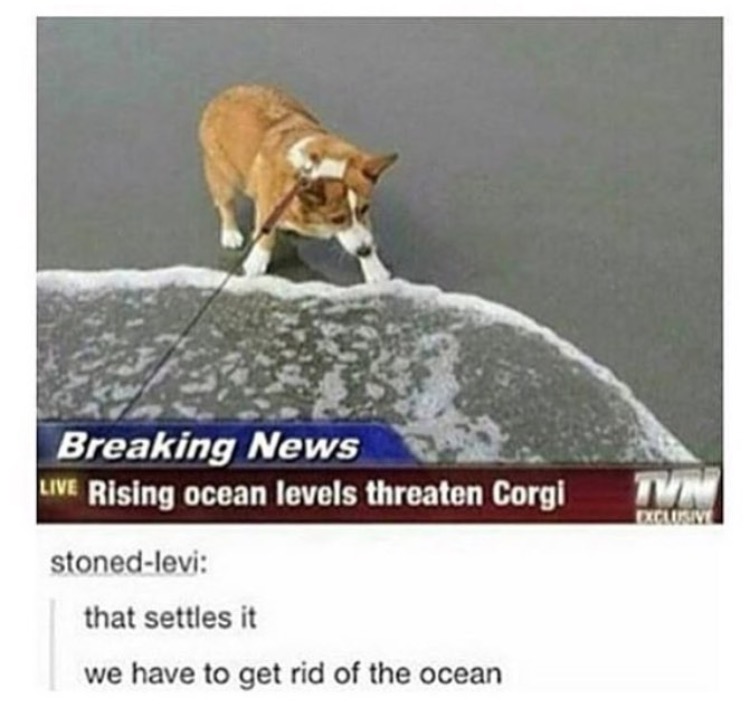 Breaking News
LIVE Rising ocean levels threaten Corgi
TVN
EXCLUSIVE
stoned-levi:
that settles it
we have to get rid of the ocean